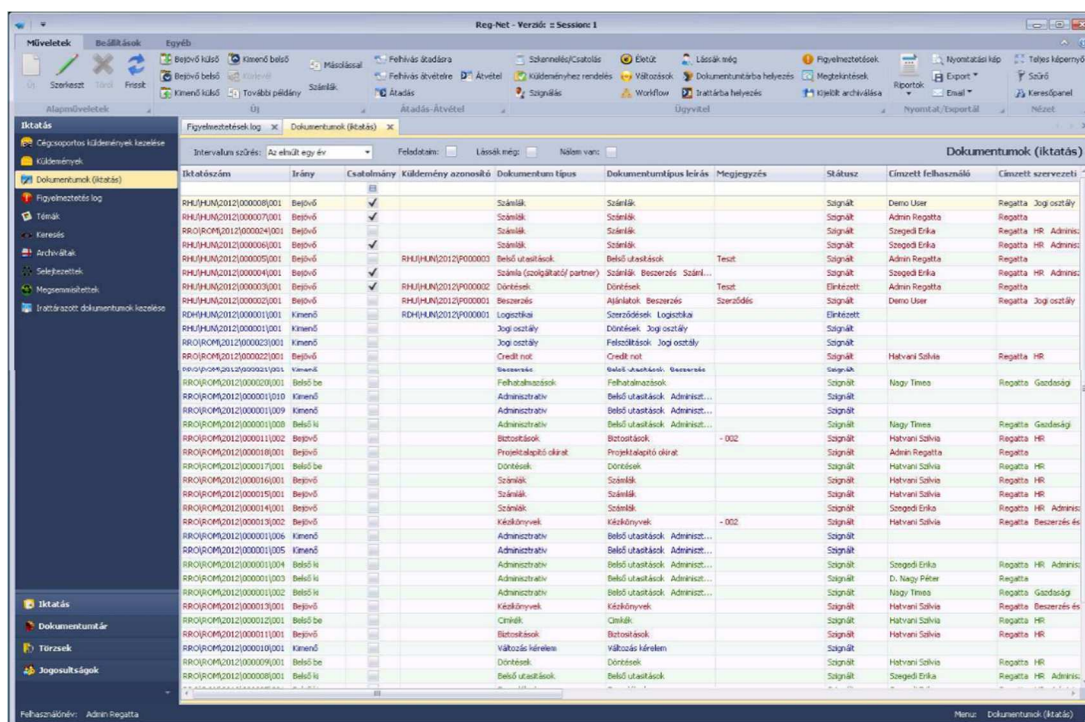 Reg-Net - Verzió: :: Session: 1
Műveletek Beállítások Egyéb
Új Szerkeszt Tárol Frissít
Bejövő külső Kimenő belső
Bejövő belső Körlevél
Kimenő külső További példány
Másolással
Számlák
Felhívás átadásra
Felhívás átvételre Átvétel
Átadás
Szkennelés/Csatolás Életút Lássák még
Küldeményhez rendelés Változások Dokumentumtárba helyezés
Szignálás Workflow Irattárba helyezés
Figyelmeztetések
Megtekintések
Kijelölt archiválása
Riportok
Nyomtatási kép
Export
Email
Teljes képernyő
Szűrő
Keresőpanel
Alapműveletek Új Átadás-Átvétel Ügyvitel Nyomtat/Exportál Nézet
Iktatás
Cégcsoportos küldemények kezelése
Küldemények
Dokumentumok (iktatás)
Figyelmeztetés log
Témák
Keresés
Archiváltak
Selejtezettek
Megsemmisítettek
Irattározott dokumentumok kezelése
Iktatás
Dokumentumtár
Törzsek
Jogosultságok
Figyelmeztetések log Dokumentumok (iktatás)
Intervalum szűrés: Az elmúlt egy év Feladataim: Lássák még: Nálam van: Dokumentumok (iktatás)
Iktatószám Irány Csatolmány Küldemény azonosító Dokumentum típus Dokumentumtípus leírás Megjegyzés Státusz Címzett felhasználó Címzett szervezeti
RHU\HUN\2012\000008\001 Bejövő Számlák Számlák Szignált Demo User Regatta Jogi osztály
RHU\HUN\2012\000007\001 Bejövő Számlák Számlák Szignált Admin Regatta Regatta
RRO\ROM\2012\000024\001 Bejövő Számlák Számlák Szignált Szegedi Erika Regatta HR Adminis
RHU\HUN\2012\000006\001 Bejövő Számlák Számlák Szignált Szegedi Erika Regatta HR Adminis
RHU\HUN\2012\000005\001 Bejövő RHU\HUN\2012\P000003 Belső utasítások Belső utasítások Teszt Szignált Admin Regatta Regatta
RHU\HUN\2012\000004\001 Bejövő Számla (szolgáltató/ partner) Számlák Beszerzés Száml... Szignált Szegedi Erika Regatta HR Adminis
RHU\HUN\2012\000003\001 Bejövő RHU\HUN\2012\P000002 Döntések Döntések Teszt Elintézett Admin Regatta Regatta
RHU\HUN\2012\000002\001 Bejövő RHU\HUN\2012\P000001 Beszerzés Ajánlatok Beszerzés Szerződés Szignált Demo User Regatta Jogi osztály
RDH\HUN\2012\000001\001 Kimenő RDH\HUN\2012\P000001 Logisztikai Szerződések Logisztikai Elintézett
RHU\HUN\2012\000001\001 Kimenő Jogi osztály Döntések Jogi osztály Szignált
RRO\ROM\2012\000023\001 Kimenő Jogi osztály Felszólítások Jogi osztály Szignált
RRO\ROM\2012\000022\001 Bejövő Credit not Credit not Szignált Hatvani Szilvia Regatta HR
RRO\ROM\2012\000021\001 Kimenő Beszerzés Belső utasítások Beszerzés Szignált
RRO\ROM\2012\000020\001 Belső be Felhatalmazások Felhatalmazások Szignált Nagy Timea Regatta Gazdasági
RRO\ROM\2012\000001\010 Kimenő Adminisztratív Belső utasítások Adminiszt... Szignált
RRO\ROM\2012\000001\009 Kimenő Adminisztratív Belső utasítások Adminiszt... Szignált
RRO\ROM\2012\000001\008 Belső ki Adminisztratív Belső utasítások Adminiszt... Szignált Nagy Timea Regatta Gazdasági
RRO\ROM\2012\000011\002 Bejövő Biztosítások Biztosítások - 002 Szignált Hatvani Szilvia Regatta HR
RRO\ROM\2012\000018\001 Bejövő Projektalapító okirat Projektalapító okirat Szignált Admin Regatta Regatta
RRO\ROM\2012\000017\001 Belső be Döntések Döntések Szignált Hatvani Szilvia Regatta HR
RRO\ROM\2012\000016\001 Bejövő Számlák Számlák Szignált Hatvani Szilvia Regatta HR
RRO\ROM\2012\000015\001 Bejövő Számlák Számlák Szignált Hatvani Szilvia Regatta HR
RRO\ROM\2012\000014\001 Bejövő Számlák Számlák Szignált Szegedi Erika Regatta HR Adminis
RRO\ROM\2012\000013\002 Bejövő Kézikönyvek Kézikönyvek - 002 Szignált Hatvani Szilvia Regatta Beszerzés és
RRO\ROM\2012\000001\006 Kimenő Adminisztratív Belső utasítások Adminiszt... Szignált
RRO\ROM\2012\000001\005 Kimenő Adminisztratív Belső utasítások Adminiszt... Szignált
RRO\ROM\2012\000001\004 Belső ki Adminisztratív Belső utasítások Adminiszt... Szignált Szegedi Erika Regatta HR Adminis
RRO\ROM\2012\000001\003 Belső ki Adminisztratív Belső utasítások Adminiszt... Szignált D. Nagy Péter Regatta
RRO\ROM\2012\000001\002 Belső ki Adminisztratív Belső utasítások Adminiszt... Szignált Nagy Timea Regatta Gazdasági
RRO\ROM\2012\000013\001 Bejövő Kézikönyvek Kézikönyvek Szignált Hatvani Szilvia Regatta Beszerzés és
RRO\ROM\2012\000012\001 Belső be Címkék Címkék Szignált Hatvani Szilvia Regatta HR
RRO\ROM\2012\000011\001 Bejövő Biztosítások Biztosítások Szignált Hatvani Szilvia Regatta HR
RRO\ROM\2012\000010\001 Kimenő Változás kérelem Változás kérelem Szignált
RRO\ROM\2012\000009\001 Belső be Döntések Döntések Szignált Hatvani Szilvia Regatta HR
RRO\ROM\2012\000008\001 Belső ki Belső utasítások Belső utasítások Szignált Szegedi Erika Regatta HR
Felhasználónév: Admin Regatta Menu: Dokumentumok (iktatás)